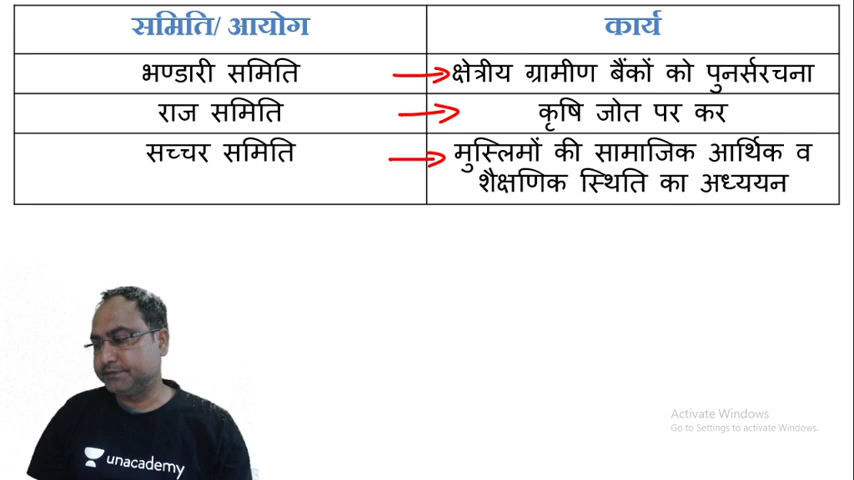 समिति/ आयोग
कार्य
भण्डारी समिति
क्षेत्रीय ग्रामीण बैंकों को पुनर्सरचना
राज समिति
कृषि जोत पर कर
सच्चर समिति
मुस्लिमों की सामाजिक आर्थिक व
शैक्षणिक स्थिति का अध्ययन
unacademy
Activate Windows
Go to Settings to activate Windows.